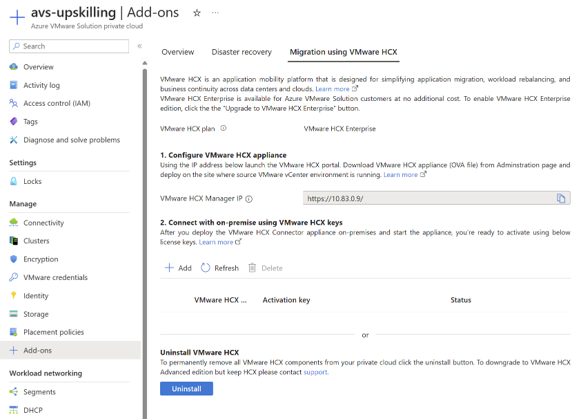 avs-upskilling | Add-ons
Azure VMware Solution private cloud
Search
Overview
Activity log
Access control (IAM)
Tags
Diagnose and solve problems
Settings
Locks
Manage
Connectivity
Clusters
Encryption
VMware credentials
Identity
Storage
Placement policies
Add-ons
Workload networking
Segments
DHCP
Overview Disaster recovery Migration using VMware HCX
VMware HCX is an application mobility platform that is designed for simplifying application migration, workload rebalancing, and
business continuity across data centers and clouds. Learn more
VMware HCX Enterprise is available for Azure VMware Solution customers at no additional cost. To enable VMware HCX Enterprise
edition, click the the "Upgrade to VMware HCX Enterprise" button.
VMware HCX plan VMware HCX Enterprise
1. Configure VMware HCX appliance
Using the IP address below launch the VMware HCX portal. Download VMware HCX appliance (OVA file) from Adminstration page and
deploy on the site where source VMware vCenter environment is running. Learn more
VMware HCX Manager IP https://10.83.0.9/
2. Connect with on-premise using VMware HCX keys
After you deploy the VMware HCX Connector appliance on-premises and start the appliance, you're ready to activate using below
license keys. Learn more
Add Refresh Delete
VMware HCX ... Activation key Status
or
Uninstall VMware HCX
To permanently remove all VMware HCX components from your private cloud click the uninstall button. To downgrade to VMware HCX
Advanced edition but keep HCX please contact support.
Uninstall